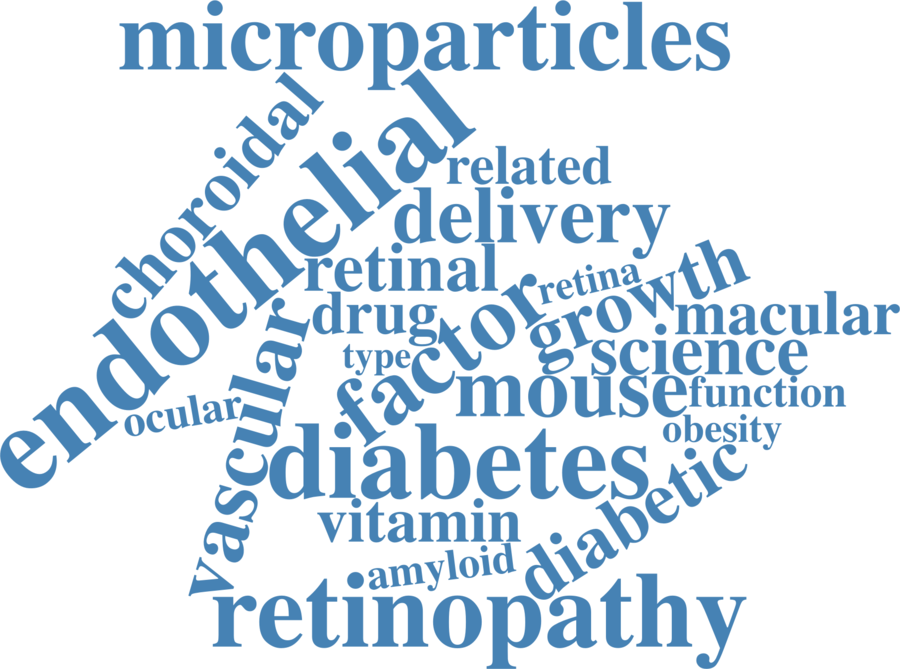 microparticles
choroidal
endothelial
related
delivery
retinal
retina
growth
drug
factor
macular
science
type
mouse
function
ocular
vascular
obesity
diabetes
diabetic
vitamin
amyloid
retinopathy